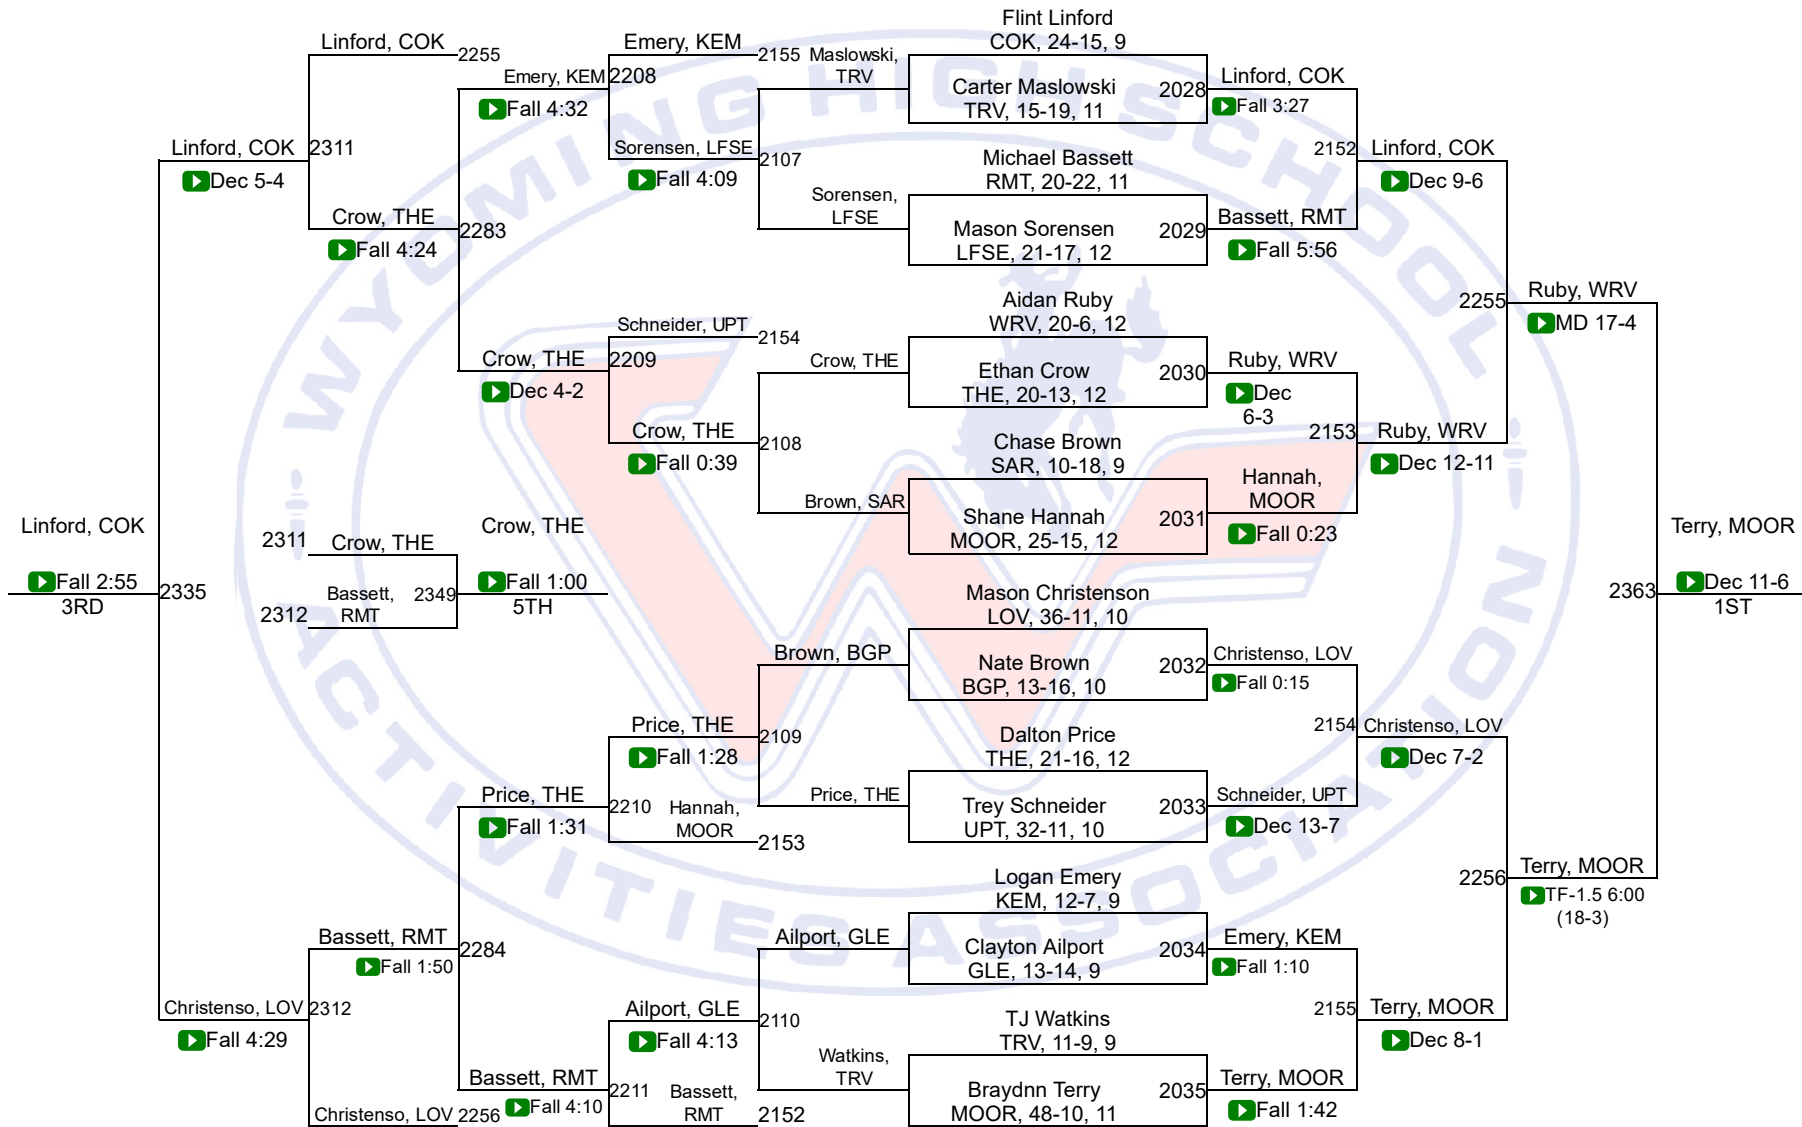 Flint Linford
COK, 24-15, 9
Carter Maslowski
TRV, 15-19, 11
2028
Michael Bassett
RMT, 20-22, 11
Mason Sorensen
LFSE, 21-17, 12
2029
Aidan Ruby
WRV, 20-6, 12
Ethan Crow
THE, 20-13, 12
2030
Chase Brown
SAR, 10-18, 9
Shane Hannah
MOOR, 25-15, 12
2031
Mason Christenson
LOV, 36-11, 10
Nate Brown
BGP, 13-16, 10
2032
Dalton Price
THE, 21-16, 12
Trey Schneider
UPT, 32-11, 10
2033
Logan Emery
KEM, 12-7, 9
Clayton Ailport
GLE, 13-14, 9
2034
TJ Watkins
TRV, 11-9, 9
Braydnn Terry
MOOR, 48-10, 11
2035
Linford, COK
Fall 3:27
2152
Bassett, RMT
Fall 5:56
Ruby, WRV
Dec
6-3
2153
Hannah,
MOOR
Fall 0:23
Christenso, LOV
Fall 0:15
2154
Schneider, UPT
Dec 13-7
Emery, KEM
Fall 1:10
2155
Terry, MOOR
Fall 1:42
Linford, COK
Dec 9-6
2255
Ruby, WRV
Dec 12-11
Christenso, LOV
Dec 7-2
2256
Terry, MOOR
Dec 8-1
Ruby, WRV
MD 17-4
2363
Terry, MOOR
TF-1.5 6:00
(18-3)
Terry, MOOR
Dec 11-6
1ST
Maslowski,
TRV
2107
Sorensen,
LFSE
Crow, THE
2108
Brown, SAR
Brown, BGP
2109
Price, THE
Ailport, GLE
2110
Watkins,
TRV
Emery, KEM
2155
2208
Sorensen, LFSE
Fall 4:09
Schneider, UPT
2154
2209
Crow, THE
Fall 0:39
Price, THE
Fall 1:28
2210
Hannah,
MOOR
2153
Ailport, GLE
Fall 4:13
2211
Bassett,
RMT
2152
Emery, KEM
Fall 4:32
2283
Crow, THE
Dec 4-2
Price, THE
Fall 1:31
2284
Bassett, RMT
Fall 4:10
Linford, COK
2255
2311
Crow, THE
Fall 4:24
Bassett, RMT
Fall 1:50
2312
Christenso, LOV
2256
Linford, COK
Dec 5-4
2335
Christenso, LOV
Fall 4:29
Linford, COK
Fall 2:55
3RD
2311
Crow, THE
2312
Bassett,
RMT
2349
Crow, THE
Fall 1:00
5TH
WYOMING HIGH SCHOOL
ACTIVITIES ASSOCIATION